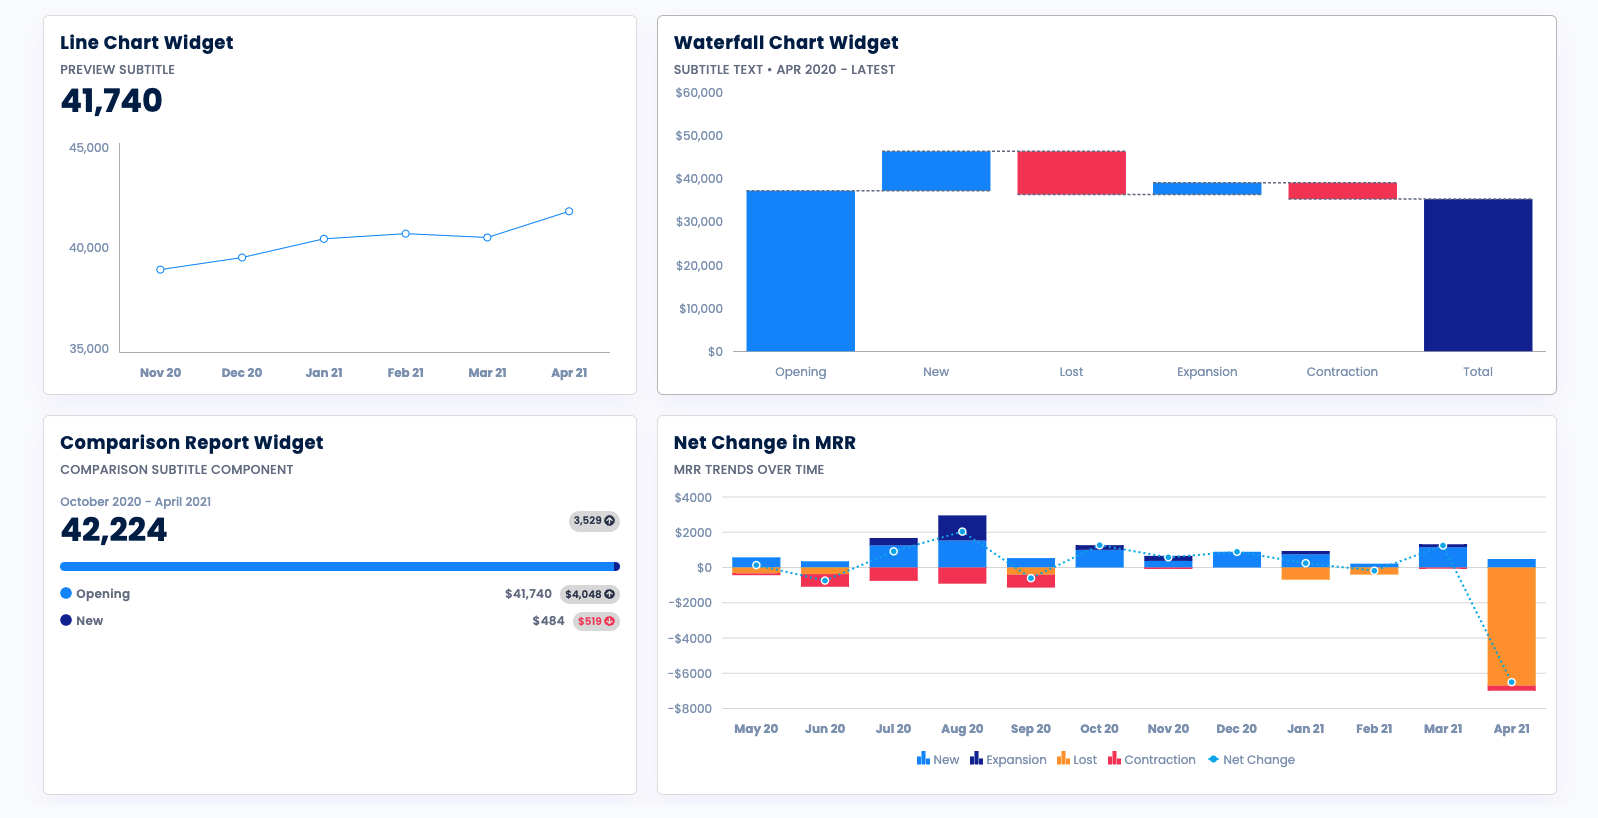 Line Chart Widget
PREVIEW SUBTITLE
41,740
45,000
40,000
35,000
Nov 20 Dec 20 Jan 21 Feb 21 Mar 21 Apr 21
Waterfall Chart Widget
SUBTITLE TEXT • APR 2020 - LATEST
$60,000
$50,000
$40,000
$30,000
$20,000
$10,000
$0
Opening New Lost Expansion Contraction Total
Comparison Report Widget
COMPARISON SUBTITLE COMPONENT
October 2020 - April 2021
42,224 3,529
Opening $41,740 $4,048
New $484 $519
Net Change in MRR
MRR TRENDS OVER TIME
$4000
$2000
$0
-$2000
-$4000
-$6000
-$8000
May 20 Jun 20 Jul 20 Aug 20 Sep 20 Oct 20 Nov 20 Dec 20 Jan 21 Feb 21 Mar 21 Apr 21
New Expansion Lost Contraction Net Change